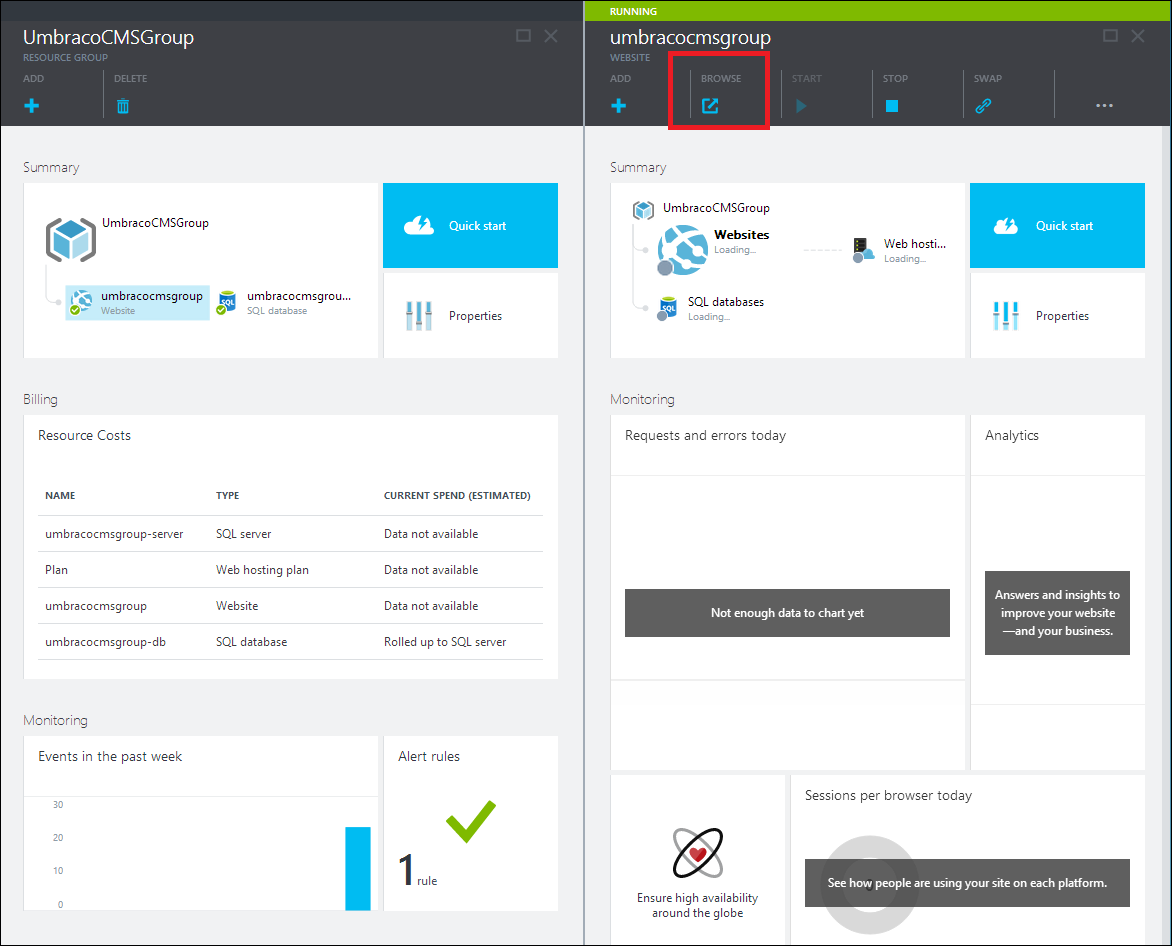 UmbracoCMSGroup
RESOURCE GROUP
ADD
DELETE
Summary
UmbracoCMSGroup
umbracocmsgroup
Website
umbracocmsgrou...
SQL database
Quick start
Properties
Billing
Resource Costs
NAME TYPE CURRENT SPEND (ESTIMATED)
umbracocmsgroup-server SQL server Data not available
Plan Web hosting plan Data not available
umbracocmsgroup Website Data not available
umbracocmsgroup-db SQL database Rolled up to SQL server
Monitoring
Events in the past week
30
20
10
0
Alert rules
1 rule
RUNNING
umbracocmsgroup
WEBSITE
ADD
BROWSE
START
STOP
SWAP
...
Summary
UmbracoCMSGroup
Websites
Loading...
Web hosti...
Loading...
SQL
SQL databases
Loading...
Quick start
Properties
Monitoring
Requests and errors today
Not enough data to chart yet
Analytics
Answers and insights to
improve your website
—and your business.
Ensure high availability
around the globe
Sessions per browser today
See how people are using your site on each platform.